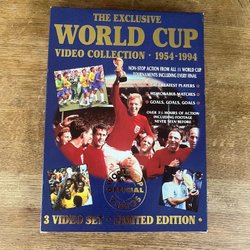 THE EXCLUSIVE
WORLD CUP
VIDEO COLLECTION · 1954-1994
NON-STOP ACTION FROM ALL 11 WORLD CUP
TOURNAMENTS INCLUDING EVERY FINAL
GREATEST PLAYERS
MEMORABLE MATCHES
GOALS, GOALS, GOALS
OVER 3½ HOURS OF ACTION
INCLUDING FOOTAGE
NEVER SEEN BEFORE
OFFICIAL
3 VIDEO SET · LIMITED EDITION ·